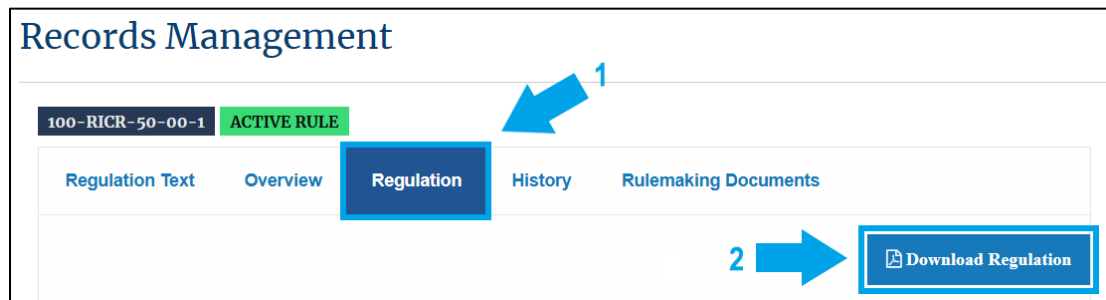 Records Management
1
100-RICR-50-00-1 ACTIVE RULE
Regulation Text Overview Regulation History Rulemaking Documents
2 Download Regulation